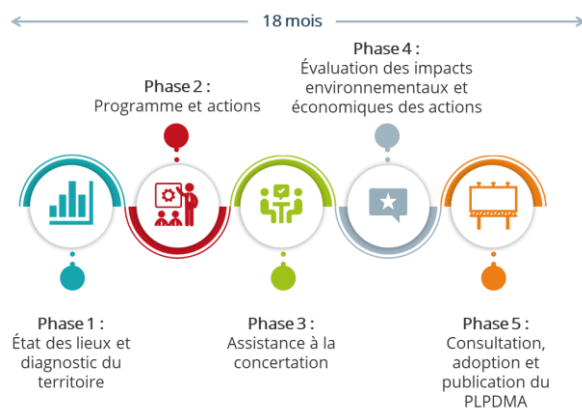 18 mois
Phase 1 :
État des lieux et
diagnostic du
territoire
Phase 2 :
Programme et actions
Phase 3 :
Assistance à la
concertation
Phase 4 :
Évaluation des impacts
environnementaux et
économiques des actions
Phase 5 :
Consultation,
adoption et
publication du
PLPDMA